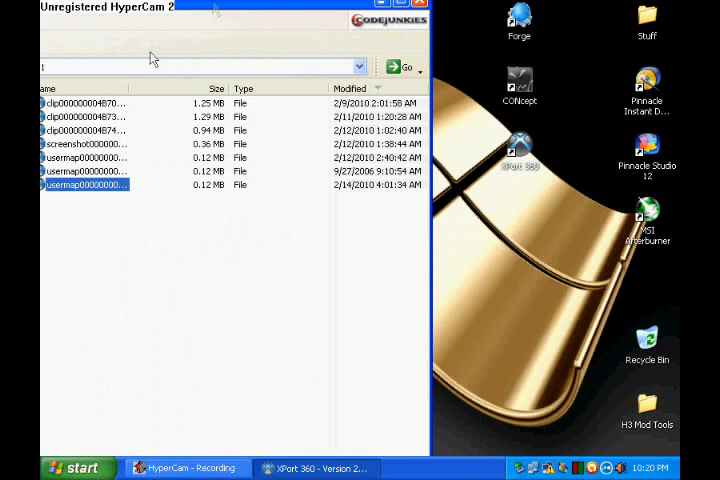 Unregistered HyperCam 2
CODEJUNKIES
Go
ame Size Type Modified
clip000000004B70... 1.25 MB File 2/9/2010 2:01:58 AM
clip000000004B73... 1.29 MB File 2/11/2010 1:20:28 AM
clip000000004B74... 0.94 MB File 2/12/2010 1:02:40 AM
screenshot000000... 0.36 MB File 2/12/2010 1:38:44 AM
usermap00000000... 0.12 MB File 2/12/2010 2:40:42 AM
usermap00000000... 0.12 MB File 9/27/2006 9:10:54 AM
usermap00000000... 0.12 MB File 2/14/2010 4:01:34 AM
Forge
Stuff
CONcept
Pinnacle
Instant D...
XPort 360
Pinnacle Studio
12
MSI
Afterburner
Recycle Bin
H3 Mod Tools
start
HyperCam - Recording
XPort 360 - Version 2...
10:20 PM